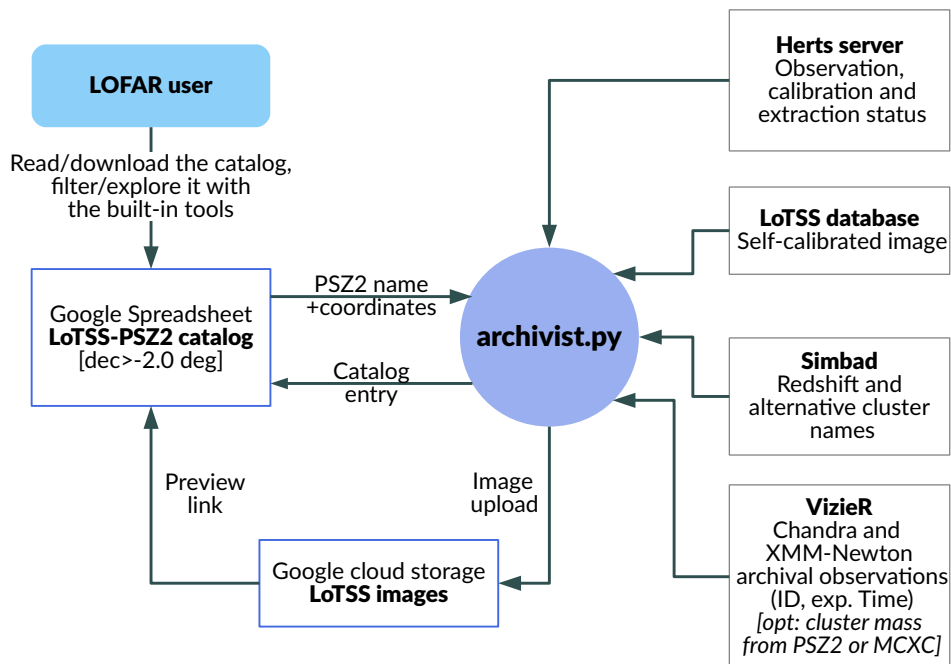 LOFAR user
Read/download the catalog,
filter/explore it with
the built-in tools
Google Spreadsheet
LoTSS-PSZ2 catalog
[dec>-2.0 deg]
PSZ2 name
+coordinates
Catalog
entry
Preview
link
Image
upload
Google cloud storage
LoTSS images
archivist.py
Herts server
Observation,
calibration and
extraction status
LoTSS database
Self-calibrated image
Simbad
Redshift and
alternative cluster
names
VizieR
Chandra and
XMM-Newton
archival observations
(ID, exp. Time)
[opt: cluster mass
from PSZ2 or MCXC]